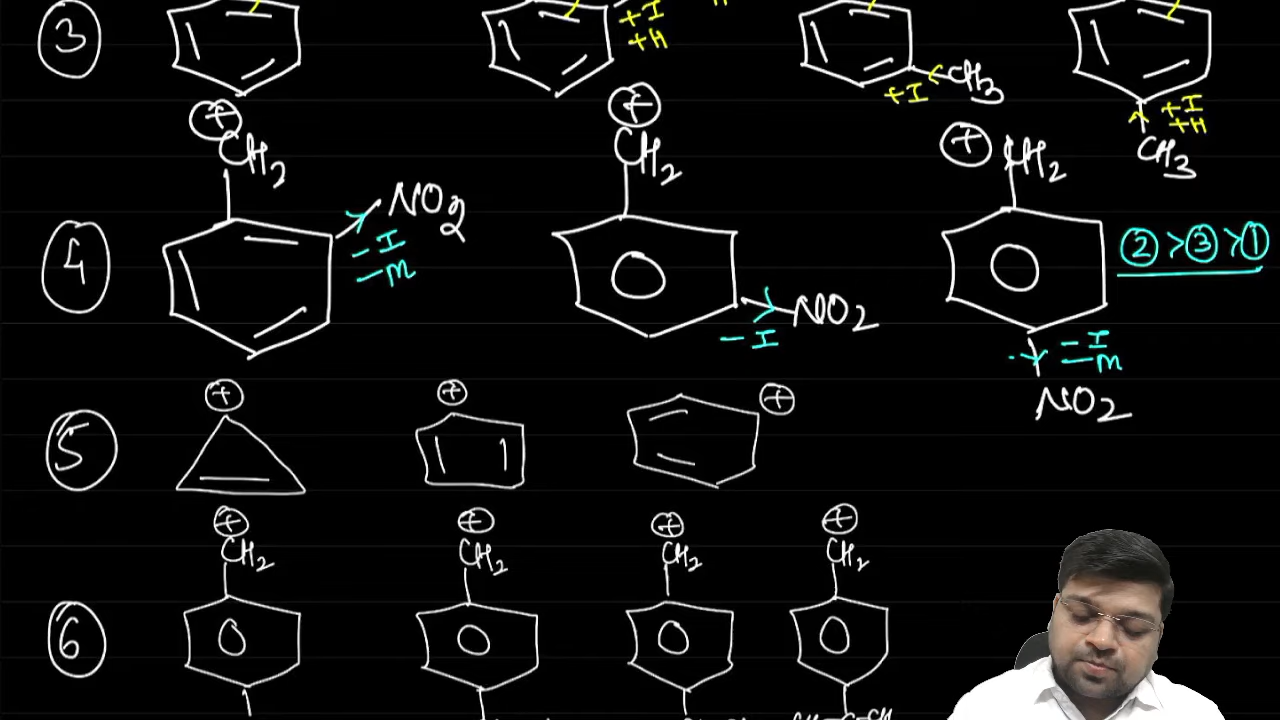 3
+I
+H
+I
CH3
+I
+H
CH3
4
+
CH2
NO2
-I
-m
+
CH2
NO2
-I
+
CH2
-I
-m
NO2
2 > 3 > 1
5
+
+
+
6
+
CH2
+
CH2
+
CH2
+
CH2